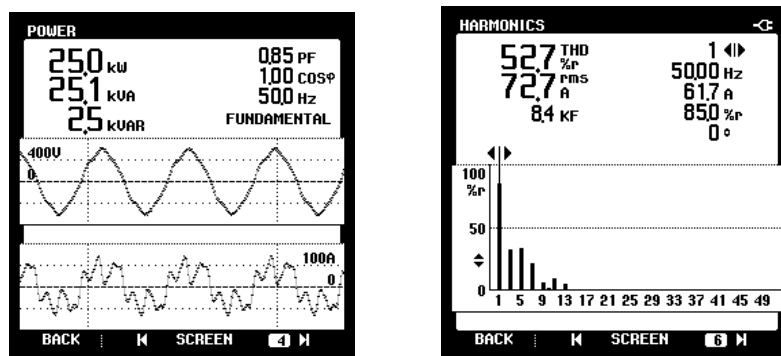 POWER
25.0 kW
25.1 kVA
2.5 kVAR
0.85 PF
1.00 COSφ
50.0 Hz
FUNDAMENTAL
400V
0
100A
0
BACK SCREEN 4
HARMONICS
52.7 THD %r
72.7 rms A
8.4 KF
1
50.00 Hz
61.7 A
85.0 %r
0 °
100
%r
50
0
1 5 9 13 17 21 25 29 33 37 41 45 49
BACK SCREEN 6